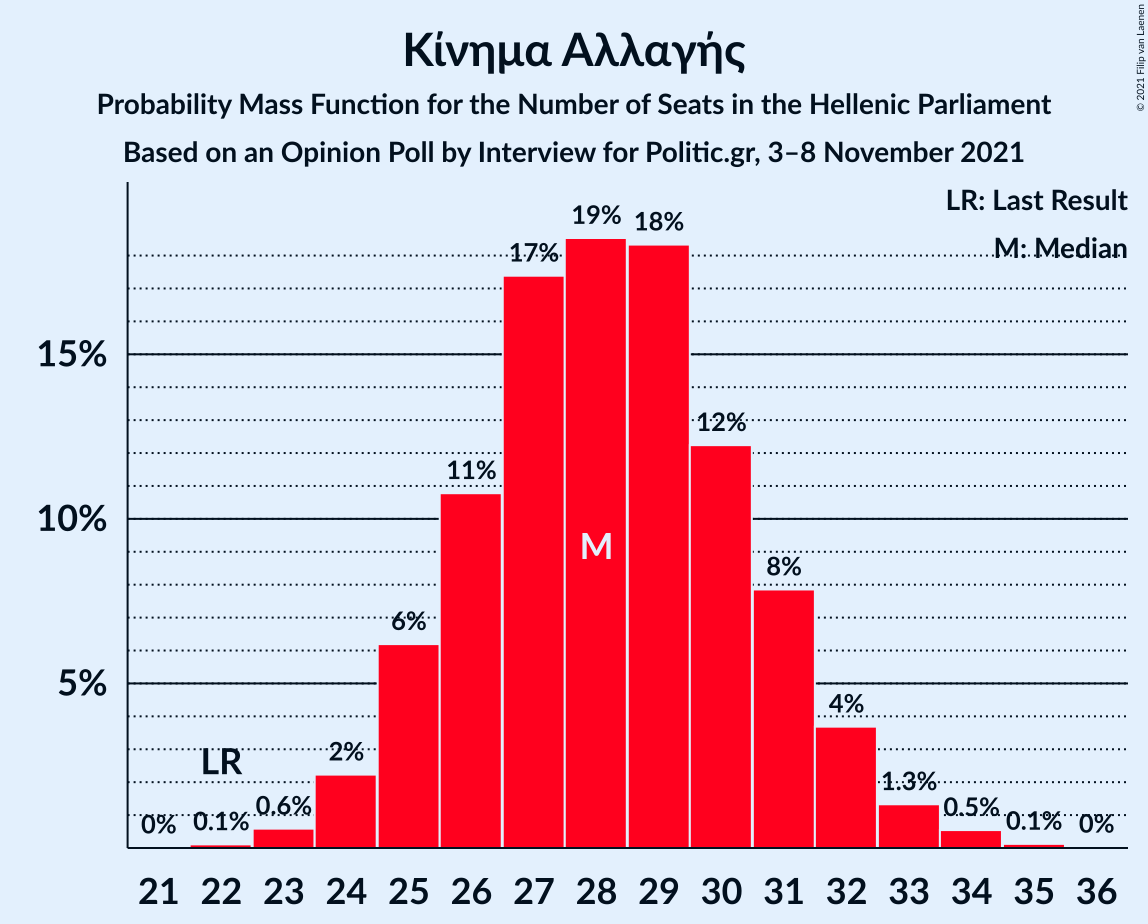 Κίνημα Αλλαγής
Probability Mass Function for the Number of Seats in the Hellenic Parliament
Based on an Opinion Poll by Interview for Politic.gr, 3–8 November 2021
© 2021 Filip van Laenen
LR: Last Result
M: Median
19%
18%
17%
15%
12%
11%
10%
M
8%
6%
5%
4%
LR
2%
1.3%
0.6%
0.5%
0%
0.1%
0.1%
0%
21 22 23 24 25 26 27 28 29 30 31 32 33 34 35 36